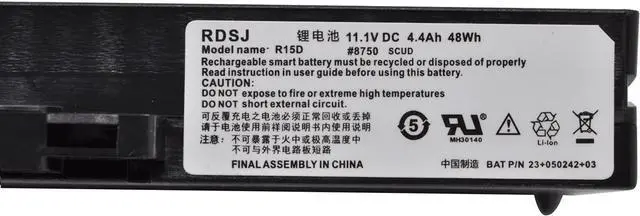 RDSJ 锂电池 11.1V DC 4.4Ah 48Wh
Model name~ R15D #8750 SCUD
Rechargeable smart battery must be recycled or disposed of properly
Read instruction in user guide before using this battery.
CAUTION:
DO NOT expose to fire or extreme high temperatures
DO NOT short external circuit.
可反覆充电之电池必须正常回收或丢掉
请于电池使用前祥阅说明书内说明
注意: 不可暴露于火中或极高温度中
不可与外界电路板短路
FINAL ASSEMBLY IN CHINA
5
MH30140
Li-Ion
中国制造 BAT P/N 23+050242+03